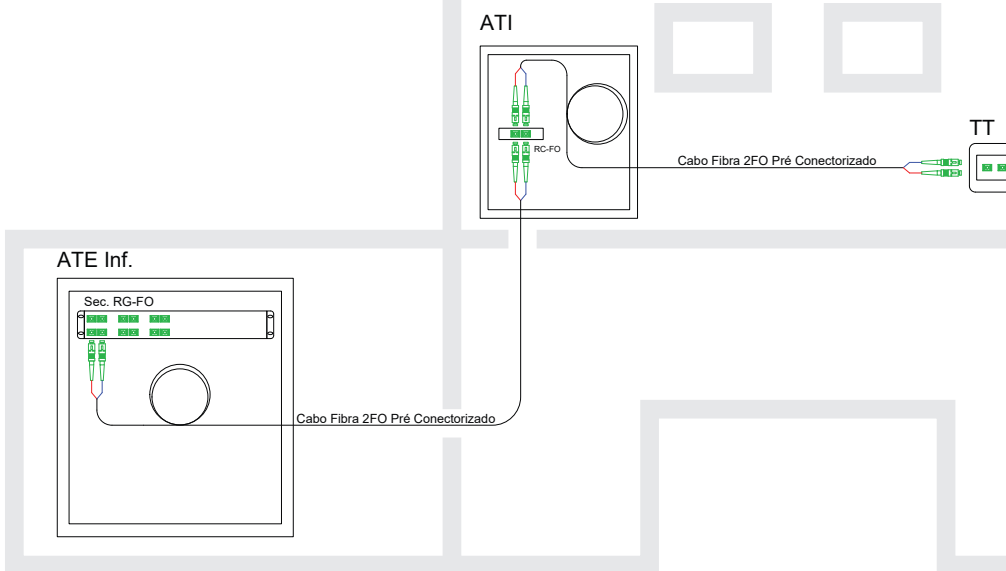 ATI
RC-FO
TT
Cabo Fibra 2FO Pré Conectorizado
ATE Inf.
Sec. RG-FO
Cabo Fibra 2FO Pré Conectorizado